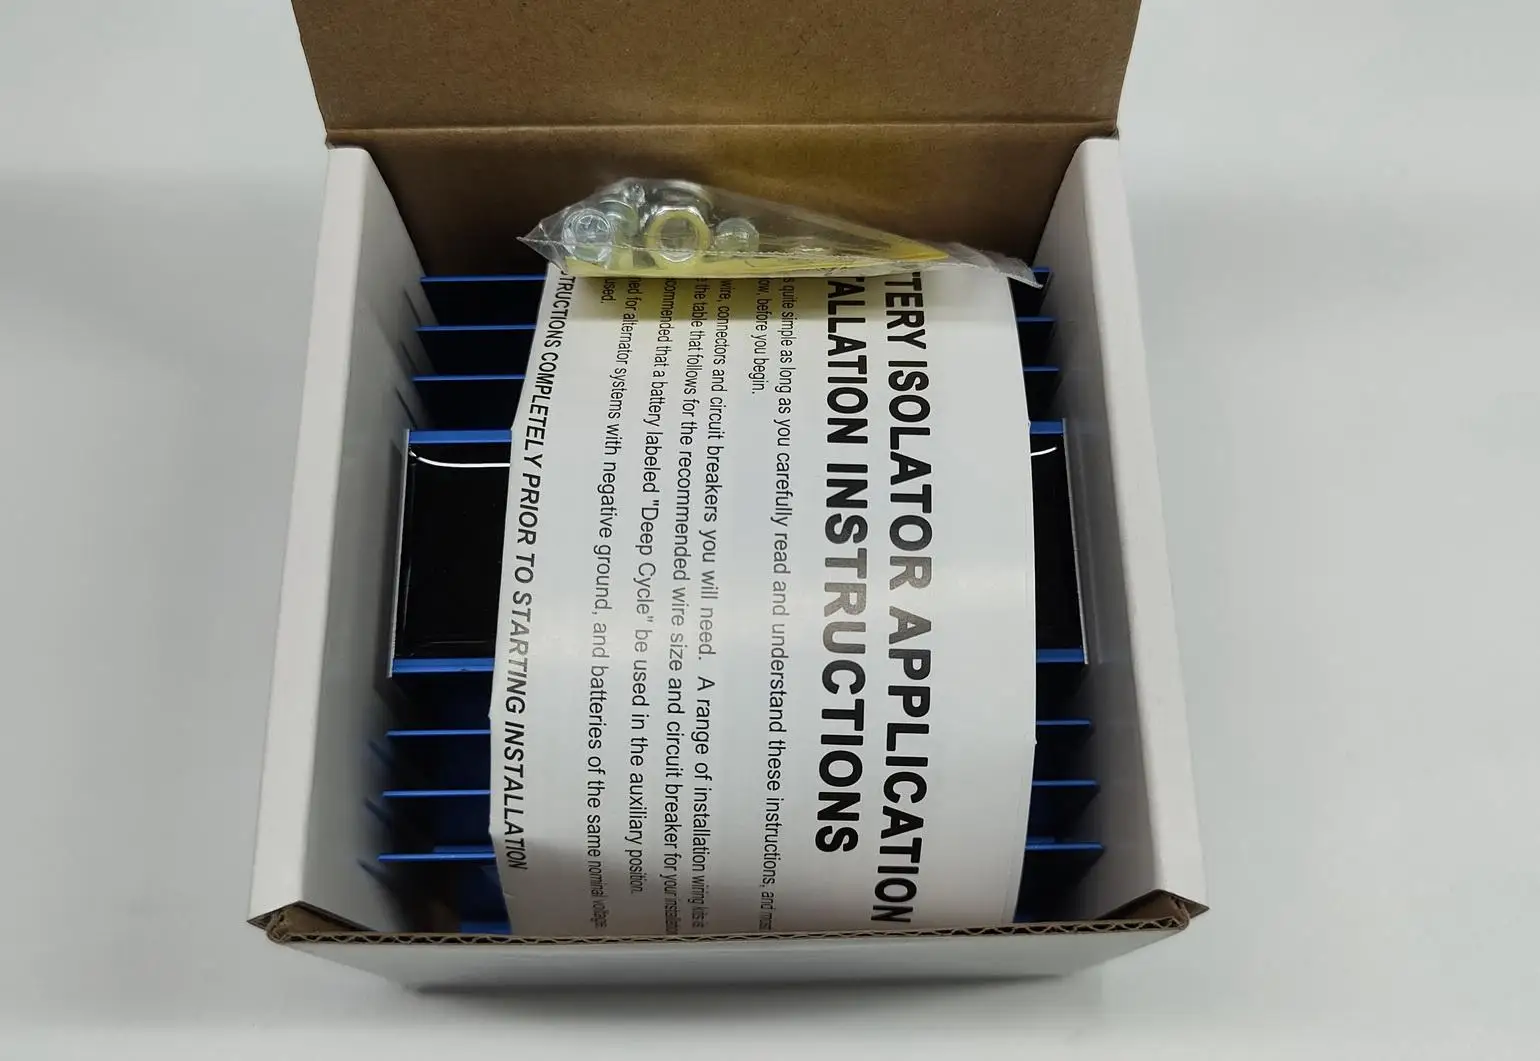 TTERY ISOLATOR APPLICATION
TALLATION INSTRUCTIONS
s quite simple as long as you carefully read and understand these instructions, and
ow, before you begin.
wire, connectors and circuit breakers you will need. A range of installation wiring kits
the table that follows for the recommended wire size and circuit breaker for your
commended that a battery labeled "Deep Cycle" be used in the auxiliary position.
ned for alternator systems with negative ground, and batteries of the same nominal voltage.
used.
TRUCTIONS COMPLETELY PRIOR TO STARTING INSTALLATION